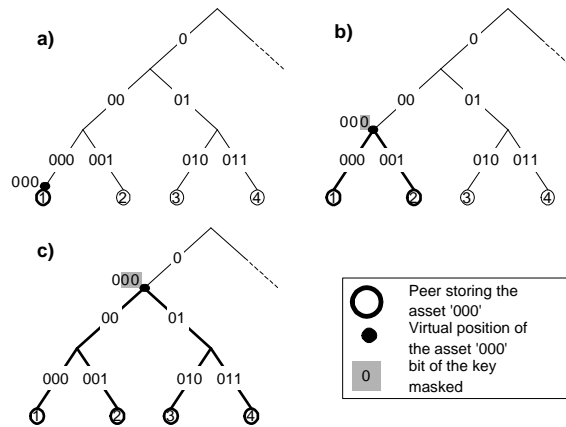 a)
0
00 01
000 001 010 011
000
1 2 3 4
b)
0
000
00 01
000 001 010 011
1 2 3 4
c)
0
000
00 01
000 001 010 011
1 2 3 4
Peer storing the
asset '000'
Virtual position of
the asset '000'
0 bit of the key
masked